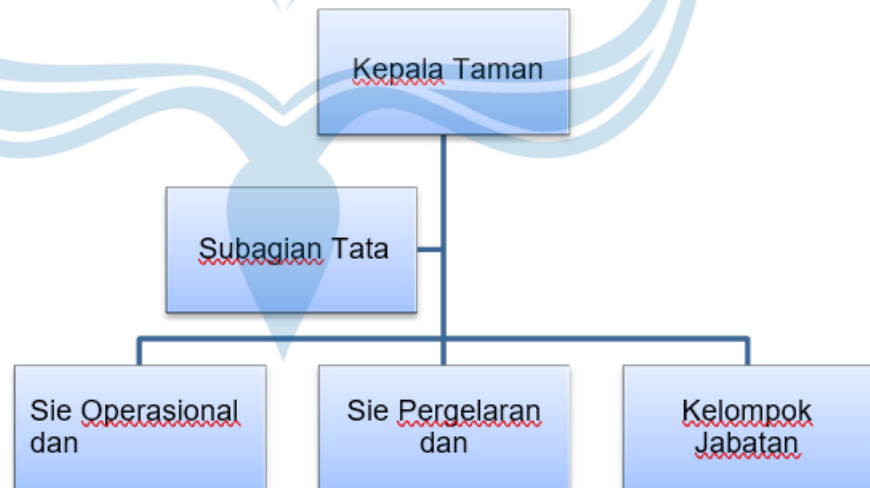 Kepala Taman
Subagian Tata
Sie Operasional
dan
Sie Pergelaran
dan
Kelompok
Jabatan